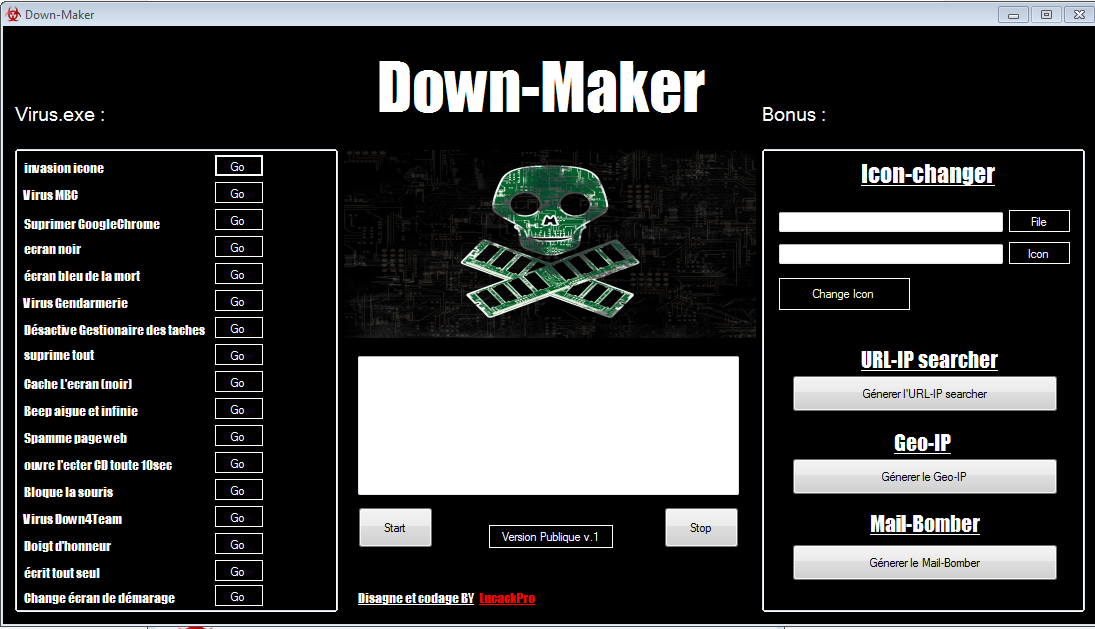 Down-Maker
Down-Maker
Virus.exe :
Bonus :
invasion icone Go
Virus MBC Go
Suprimer GoogleChrome Go
ecran noir Go
écran bleu de la mort Go
Virus Gendarmerie Go
Désactive Gestionaire des taches Go
suprime tout Go
Cache L'ecran (noir) Go
Beep aigue et infinie Go
Spamme page web Go
ouvre l'ecter CD toute 10sec Go
Bloque la souris Go
Virus Down4Team Go
Doigt d'honneur Go
écrit tout seul Go
Change écran de démarage Go
Start
Version Publique v.1
Stop
Disagne et codage BY LucackPro
Icon-changer
File
Icon
Change Icon
URL-IP searcher
Génerer l'URL-IP searcher
Geo-IP
Génerer le Geo-IP
Mail-Bomber
Génerer le Mail-Bomber